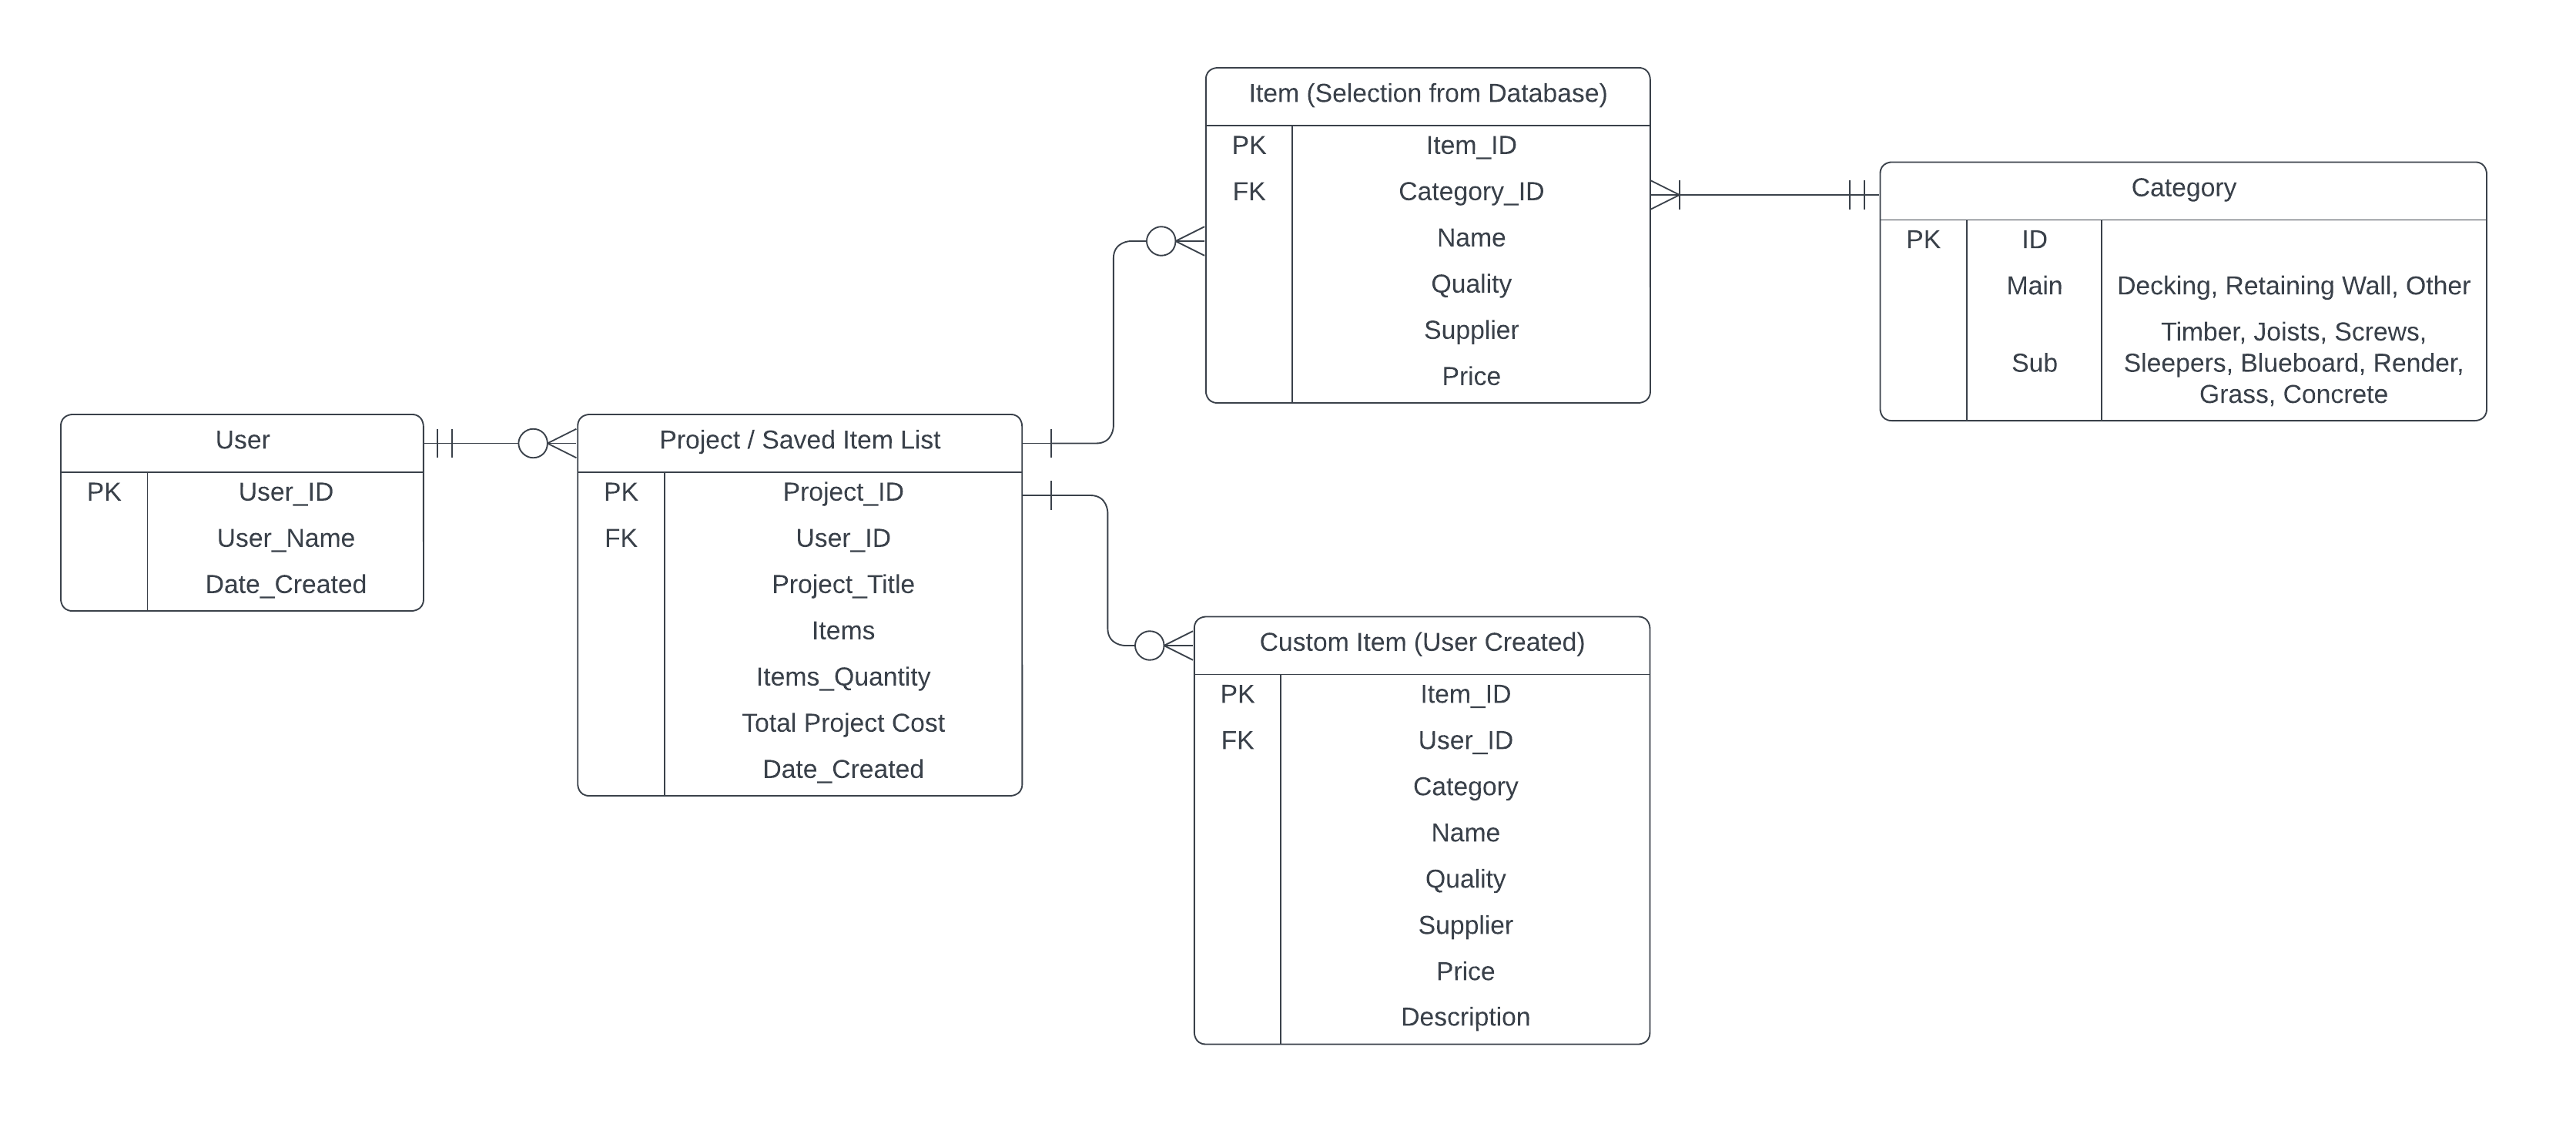 Item (Selection from Database)
PK Item_ID
FK Category_ID
Name
Quality
Supplier
Price
Category
PK ID
Main Decking, Retaining Wall, Other
Sub Timber, Joists, Screws,
Sleepers, Blueboard, Render,
Grass, Concrete
User
PK User_ID
User_Name
Date_Created
Project / Saved Item List
PK Project_ID
FK User_ID
Project_Title
Items
Items_Quantity
Total Project Cost
Date_Created
Custom Item (User Created)
PK Item_ID
FK User_ID
Category
Name
Quality
Supplier
Price
Description